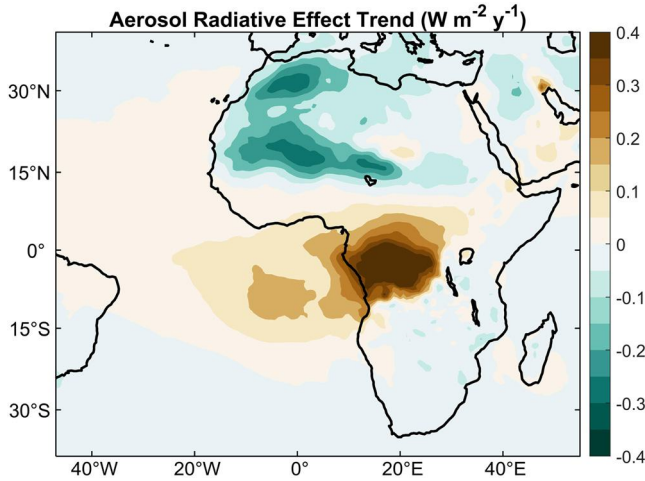 Aerosol Radiative Effect Trend (W m⁻² y⁻¹)
0.4
0.3
0.2
0.1
0
-0.1
-0.2
-0.3
-0.4
30°N
15°N
0°
15°S
30°S
40°W 20°W 0° 20°E 40°E